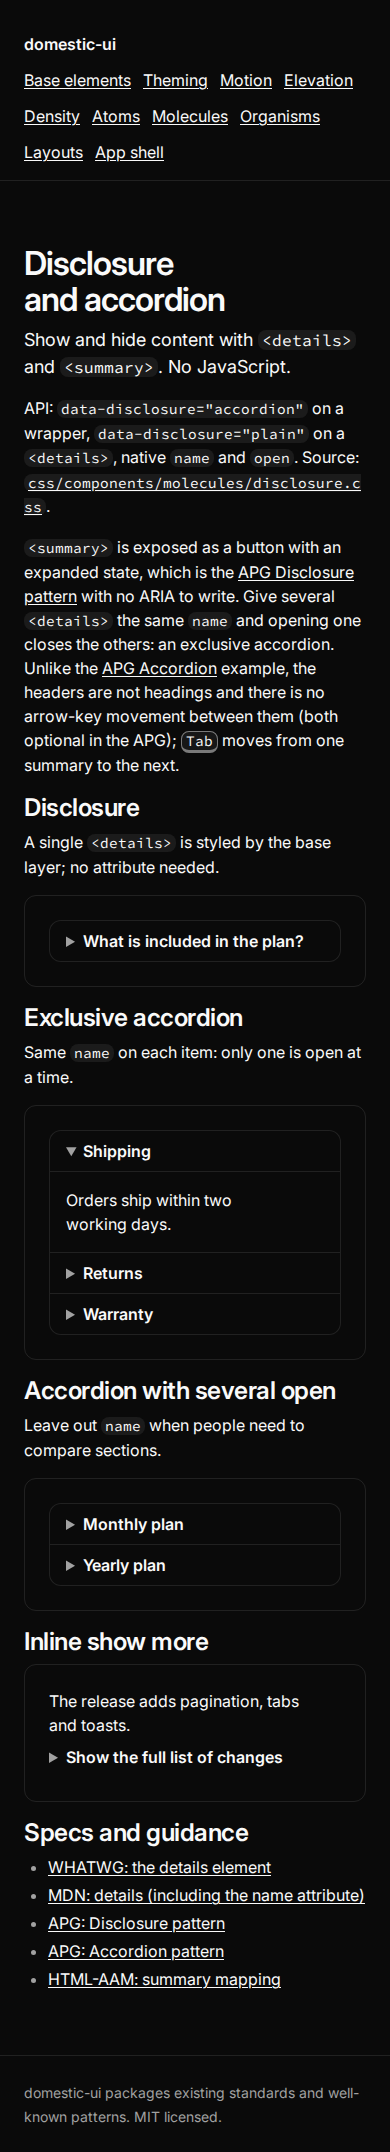 domestic-ui
Base elements Theming Motion Elevation
Density Atoms Molecules Organisms
Layouts App shell
Disclosure
and accordion
Show and hide content with <details>
and <summary>. No JavaScript.
API: data-disclosure="accordion" on a
wrapper, data-disclosure="plain" on a
<details>, native name and open. Source:
css/components/molecules/disclosure.c
ss.
<summary> is exposed as a button with an
expanded state, which is the APG Disclosure
pattern with no ARIA to write. Give several
<details> the same name and opening one
closes the others: an exclusive accordion.
Unlike the APG Accordion example, the
headers are not headings and there is no
arrow-key movement between them (both
optional in the APG); Tab moves from one
summary to the next.
Disclosure
A single <details> is styled by the base
layer; no attribute needed.
What is included in the plan?
Exclusive accordion
Same name on each item: only one is open at
a time.
Shipping
Orders ship within two
working days.
Returns
Warranty
Accordion with several open
Leave out name when people need to
compare sections.
Monthly plan
Yearly plan
Inline show more
The release adds pagination, tabs
and toasts.
Show the full list of changes
Specs and guidance
WHATWG: the details element
MDN: details (including the name attribute)
APG: Disclosure pattern
APG: Accordion pattern
HTML-AAM: summary mapping
domestic-ui packages existing standards and well-
known patterns. MIT licensed.